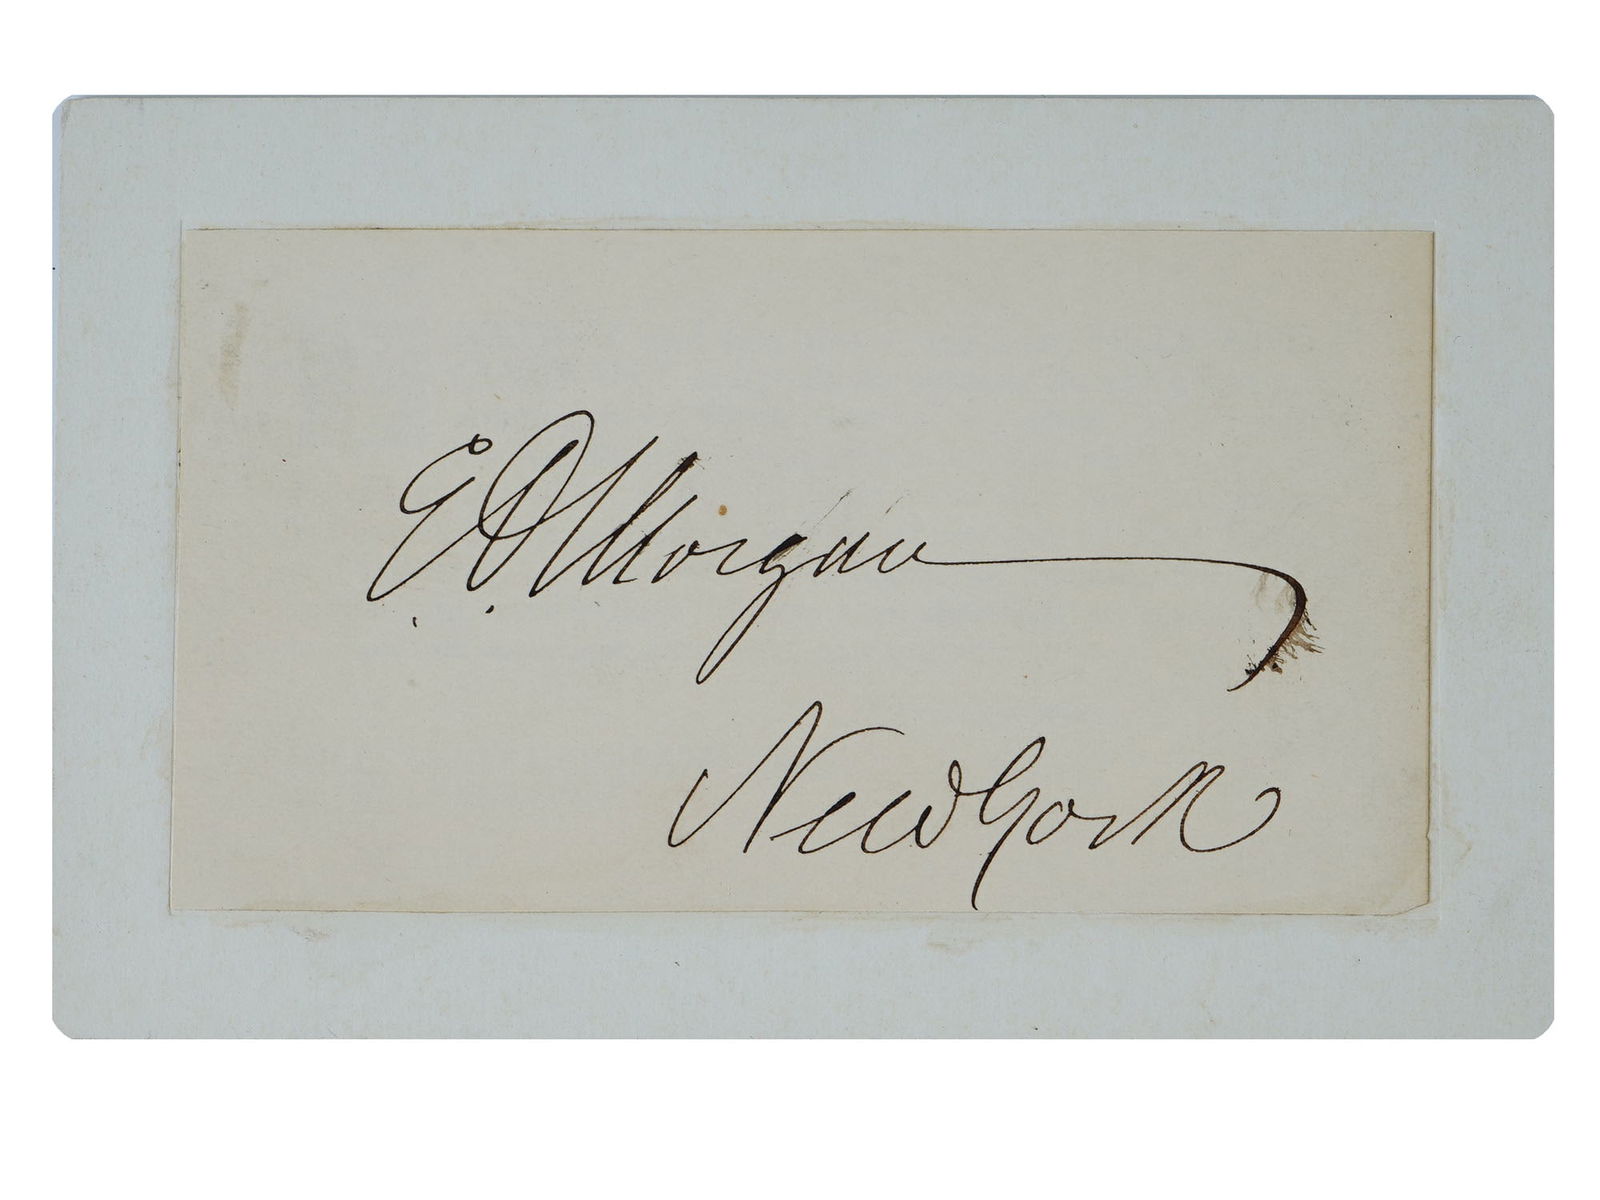 E. D. Morgan
New York